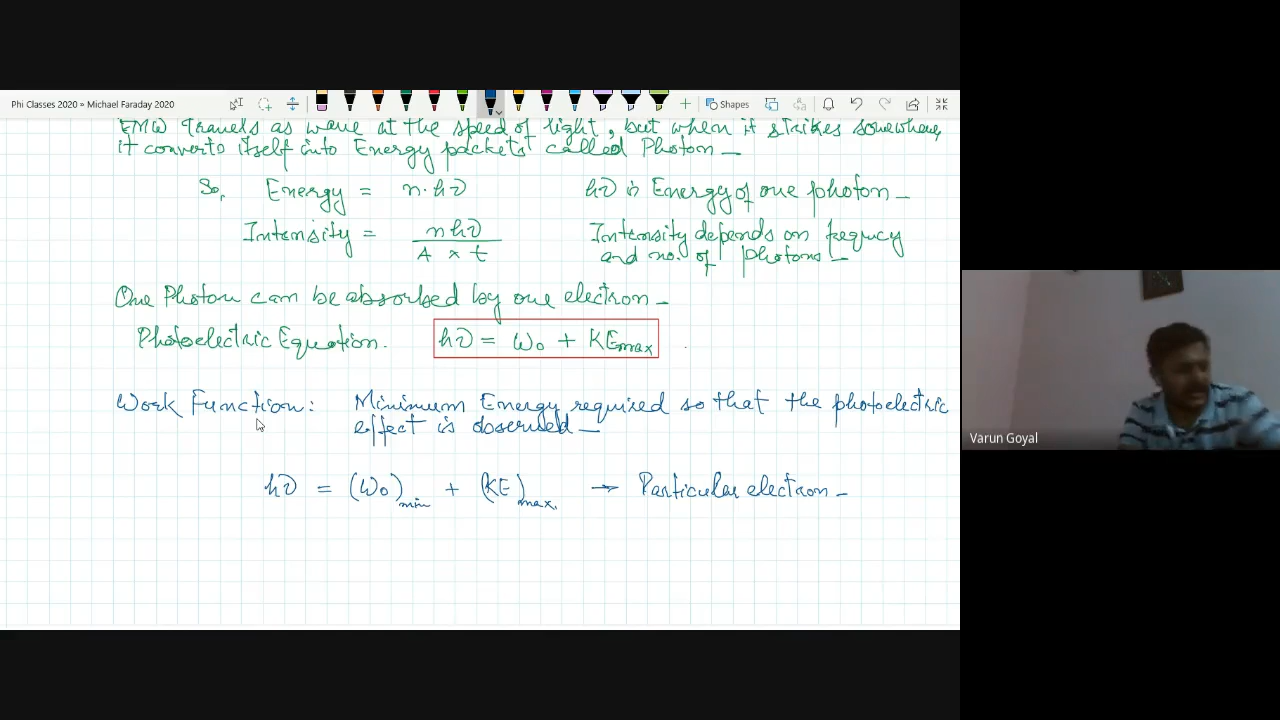 Phi Classes 2020 » Michael Faraday 2020
Shapes
EMW Travels as wave at the speed of light, but when it strikes somewhere,
it converts itself into Energy packets called Photon –
So, Energy = n·hν hν is Energy of one photon –
Intensity = nhν / A × t Intensity depends on fequcy
and no. of Photons –
One Photon can be absorbed by one electron –
Photoelectric Equation. hν = W₀ + KEmax
Work Function: Minimum Energy required so that the photoelectric
effect is observed –
hν = (W₀)min + (KE)max. → Particular electron –
Varun Goyal